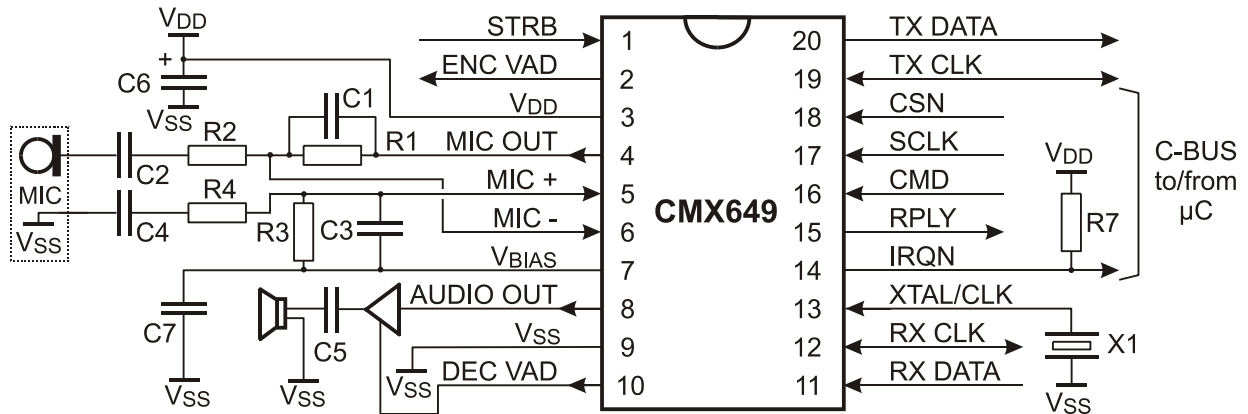 VDD
STRB
1
20
TX DATA
+
ENC VAD
2
19
TX CLK
C6
C1
VDD
3
18
CSN
VSS
R2
R1
MIC OUT
4
17
SCLK
VDD
C-BUS
to/from
µC
MIC
C2
R4
MIC +
5
16
CMD
CMX649
VSS
C4
R3
C3
MIC -
6
15
RPLY
R7
VBIAS
7
14
IRQN
C7
AUDIO OUT
8
13
XTAL/CLK
C5
VSS
9
12
RX CLK
X1
VSS
VSS
VSS
DEC VAD
10
11
RX DATA
VSS